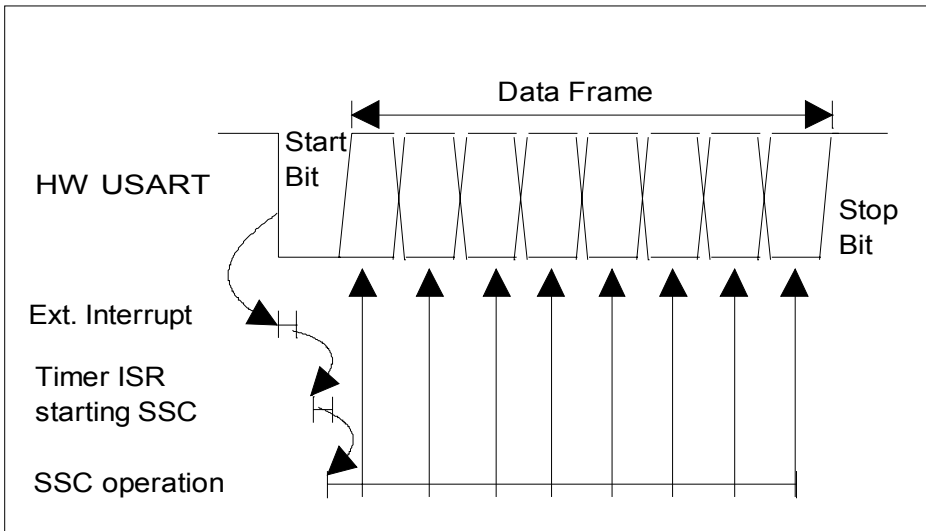 Data Frame
Start
Bit
HW USART
Stop
Bit
Ext. Interrupt
Timer ISR
starting SSC
SSC operation